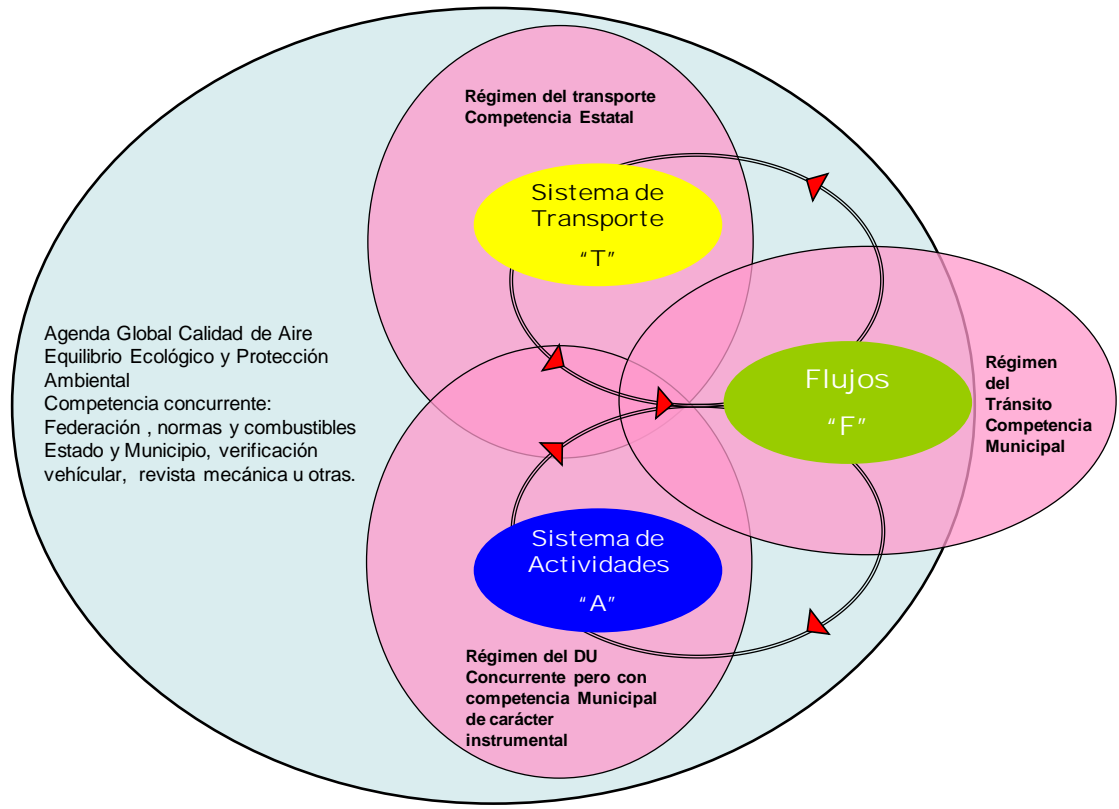 Régimen del transporte
Competencia Estatal
Sistema de
Transporte
“T”
Agenda Global Calidad de Aire
Equilibrio Ecológico y Protección
Ambiental
Competencia concurrente:
Federación , normas y combustibles
Estado y Municipio, verificación
vehícular, revista mecánica u otras.
Flujos
“F”
Régimen
del
Tránsito
Competencia
Municipal
Sistema de
Actividades
“A”
Régimen del DU
Concurrente pero con
competencia Municipal
de carácter
instrumental